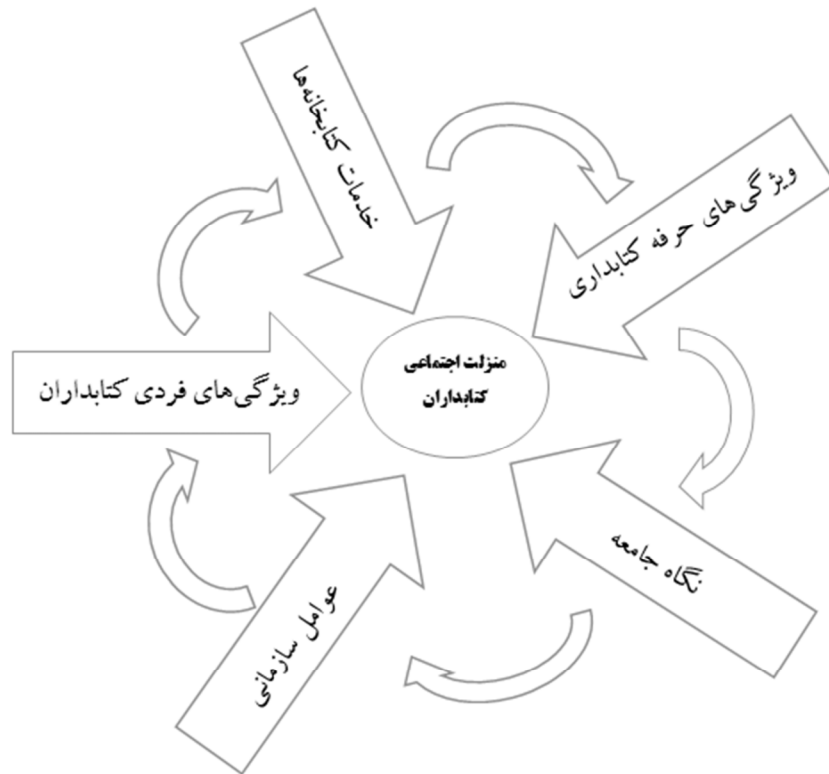 خدمات کتابخانه‌ها
ویژگی‌های حرفه کتابداری
منزلت اجتماعی
کتابداران
ویژگی‌های فردی کتابداران
نگاه جامعه
عوامل سازمانی